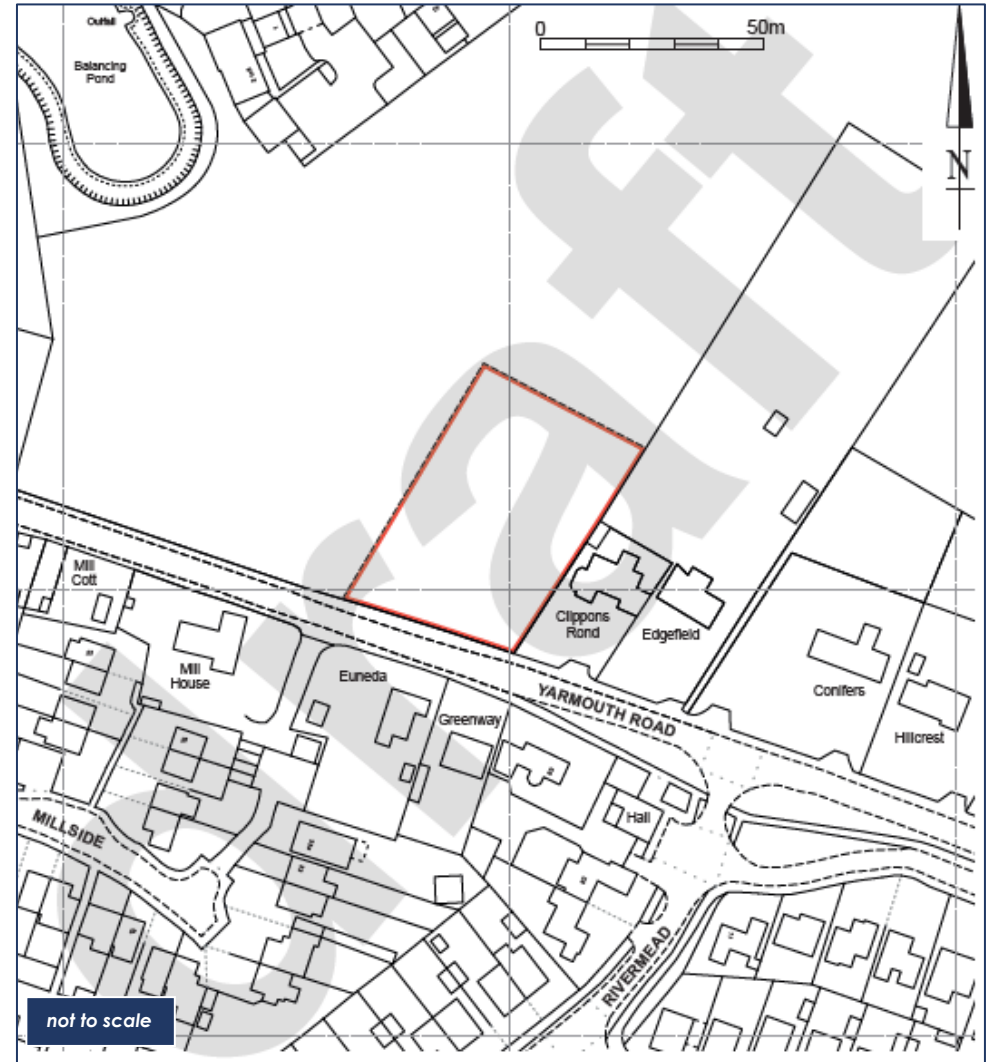 Outfall
Balancing
Pond
0 50m
N
Mill
Cott
Mill
House
Euneda
Greenway
Clippons
Rond
Edgefield
Conifers
Hillcrest
YARMOUTH ROAD
Hall
MILLSIDE
RIVERMEAD
draft
not to scale